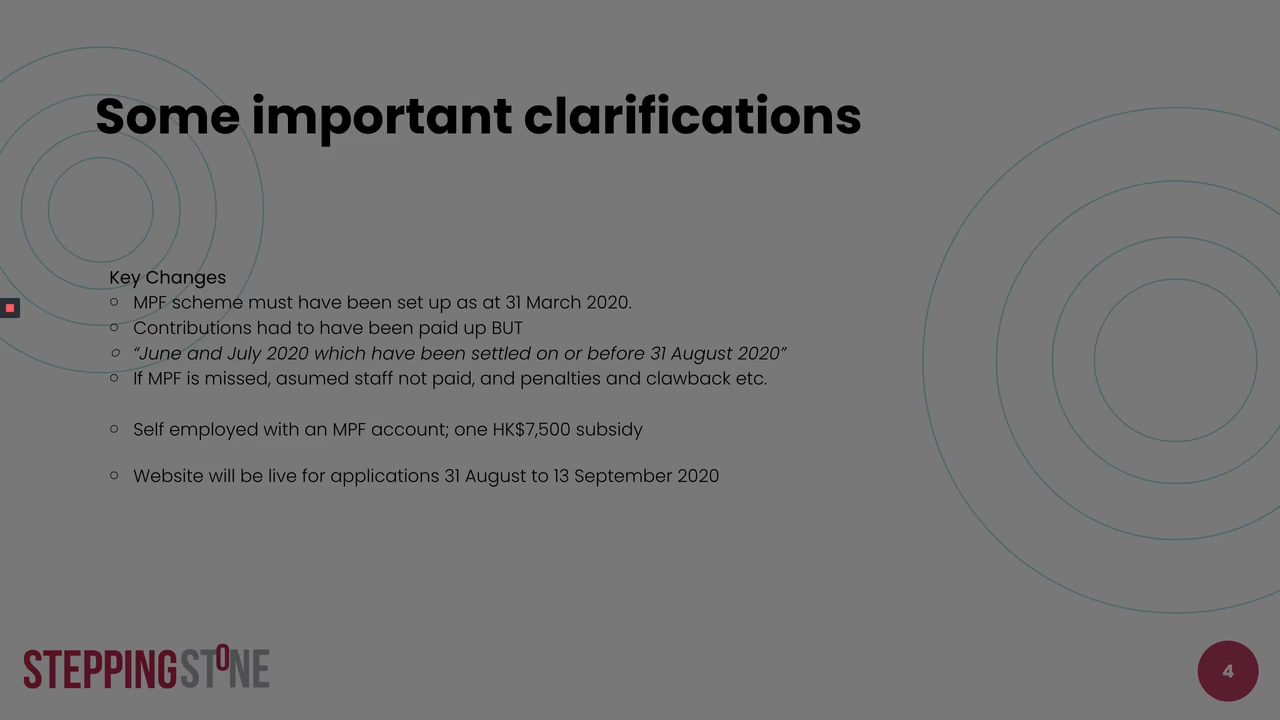 Some important clarifications
Key Changes
○ MPF scheme must have been set up as at 31 March 2020.
○ Contributions had to have been paid up BUT
○ “June and July 2020 which have been settled on or before 31 August 2020”
○ If MPF is missed, asumed staff not paid, and penalties and clawback etc.
○ Self employed with an MPF account; one HK$7,500 subsidy
○ Website will be live for applications 31 August to 13 September 2020
STEPPINGSTONE
4